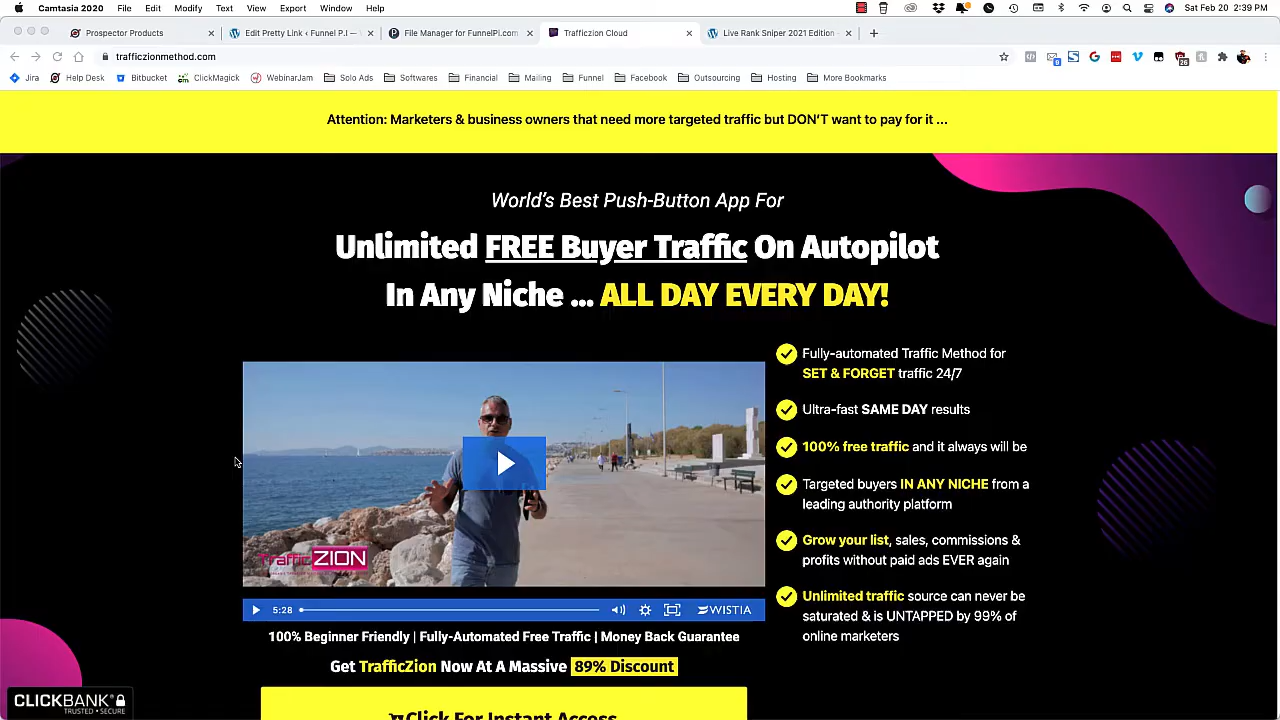 Camtasia 2020 File Edit Modify Text View Export Window Help Sat Feb 20 2:39 PM
Prospector Products Edit Pretty Link ‹ Funnel P.I — File Manager for FunnelPi.com Trafficzion Cloud Live Rank Sniper 2021 Edition
trafficzionmethod.com
Jira Help Desk Bitbucket ClickMagick WebinarJam Solo Ads Softwares Financial Mailing Funnel Facebook Outsourcing Hosting More Bookmarks
Attention: Marketers & business owners that need more targeted traffic but DON'T want to pay for it ...
World's Best Push-Button App For
Unlimited FREE Buyer Traffic On Autopilot
In Any Niche ... ALL DAY EVERY DAY!
Fully-automated Traffic Method for
SET & FORGET traffic 24/7
Ultra-fast SAME DAY results
100% free traffic and it always will be
Targeted buyers IN ANY NICHE from a
leading authority platform
Grow your list, sales, commissions &
profits without paid ads EVER again
Unlimited traffic source can never be
saturated & is UNTAPPED by 99% of
online marketers
TrafficZION
5:28 WISTIA
100% Beginner Friendly | Fully-Automated Free Traffic | Money Back Guarantee
Get TrafficZion Now At A Massive 89% Discount
Click For Instant Access
CLICKBANK®
TRUSTED • SECURE